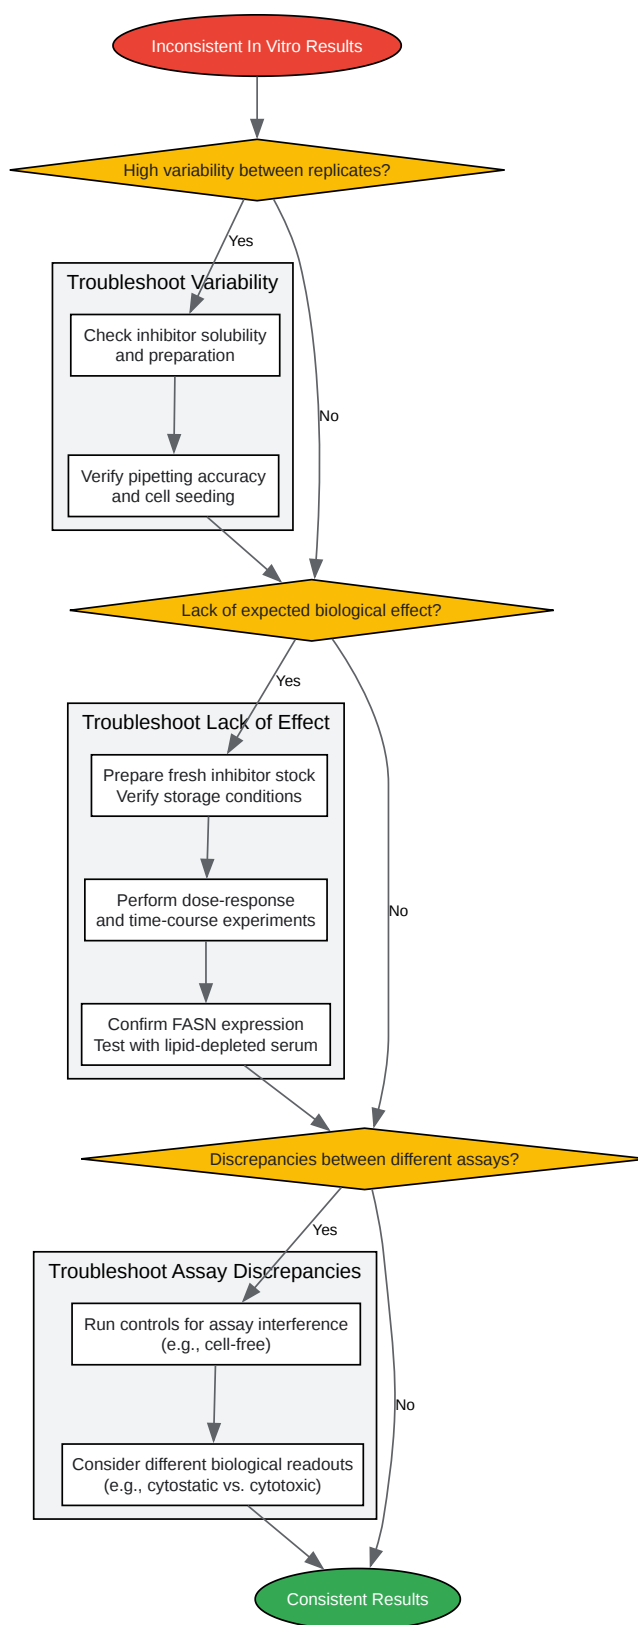 Inconsistent In Vitro Results
High variability between replicates?
Yes
Troubleshoot Variability
Check inhibitor solubility
and preparation
No
Verify pipetting accuracy
and cell seeding
Lack of expected biological effect?
Yes
Troubleshoot Lack of Effect
Prepare fresh inhibitor stock
Verify storage conditions
Perform dose-response
and time-course experiments
No
Confirm FASN expression
Test with lipid-depleted serum
Discrepancies between different assays?
Yes
Troubleshoot Assay Discrepancies
Run controls for assay interference
(e.g., cell-free)
No
Consider different biological readouts
(e.g., cytostatic vs. cytotoxic)
Consistent Results